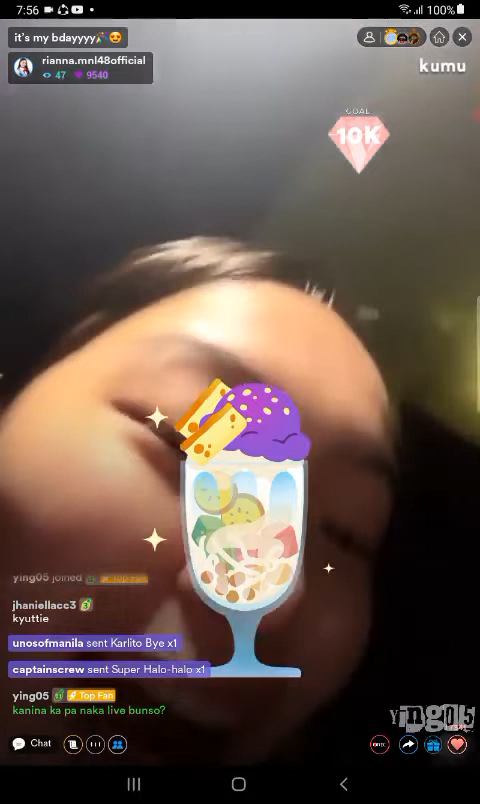 7:56
100%
it's my bdayyyy🎉😍
rianna.mnl48official
47 9540
kumu
GOAL
10K
ying05 joined
jhaniellacc3
kyuttie
unosofmanila sent Karlito Bye x1
captainscrew sent Super Halo-halo x1
ying05 Top Fan
kanina ka pa naka live bunso?
Ying05
Chat